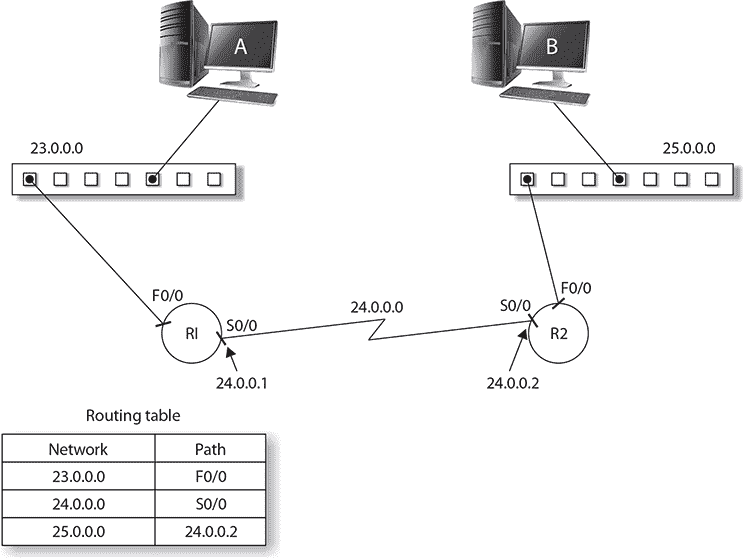 A
B
23.0.0.0
25.0.0.0
F0/0
S0/0
24.0.0.0
S0/0
F0/0
RI
R2
24.0.0.1
24.0.0.2
Routing table
Network Path
23.0.0.0 F0/0
24.0.0.0 S0/0
25.0.0.0 24.0.0.2